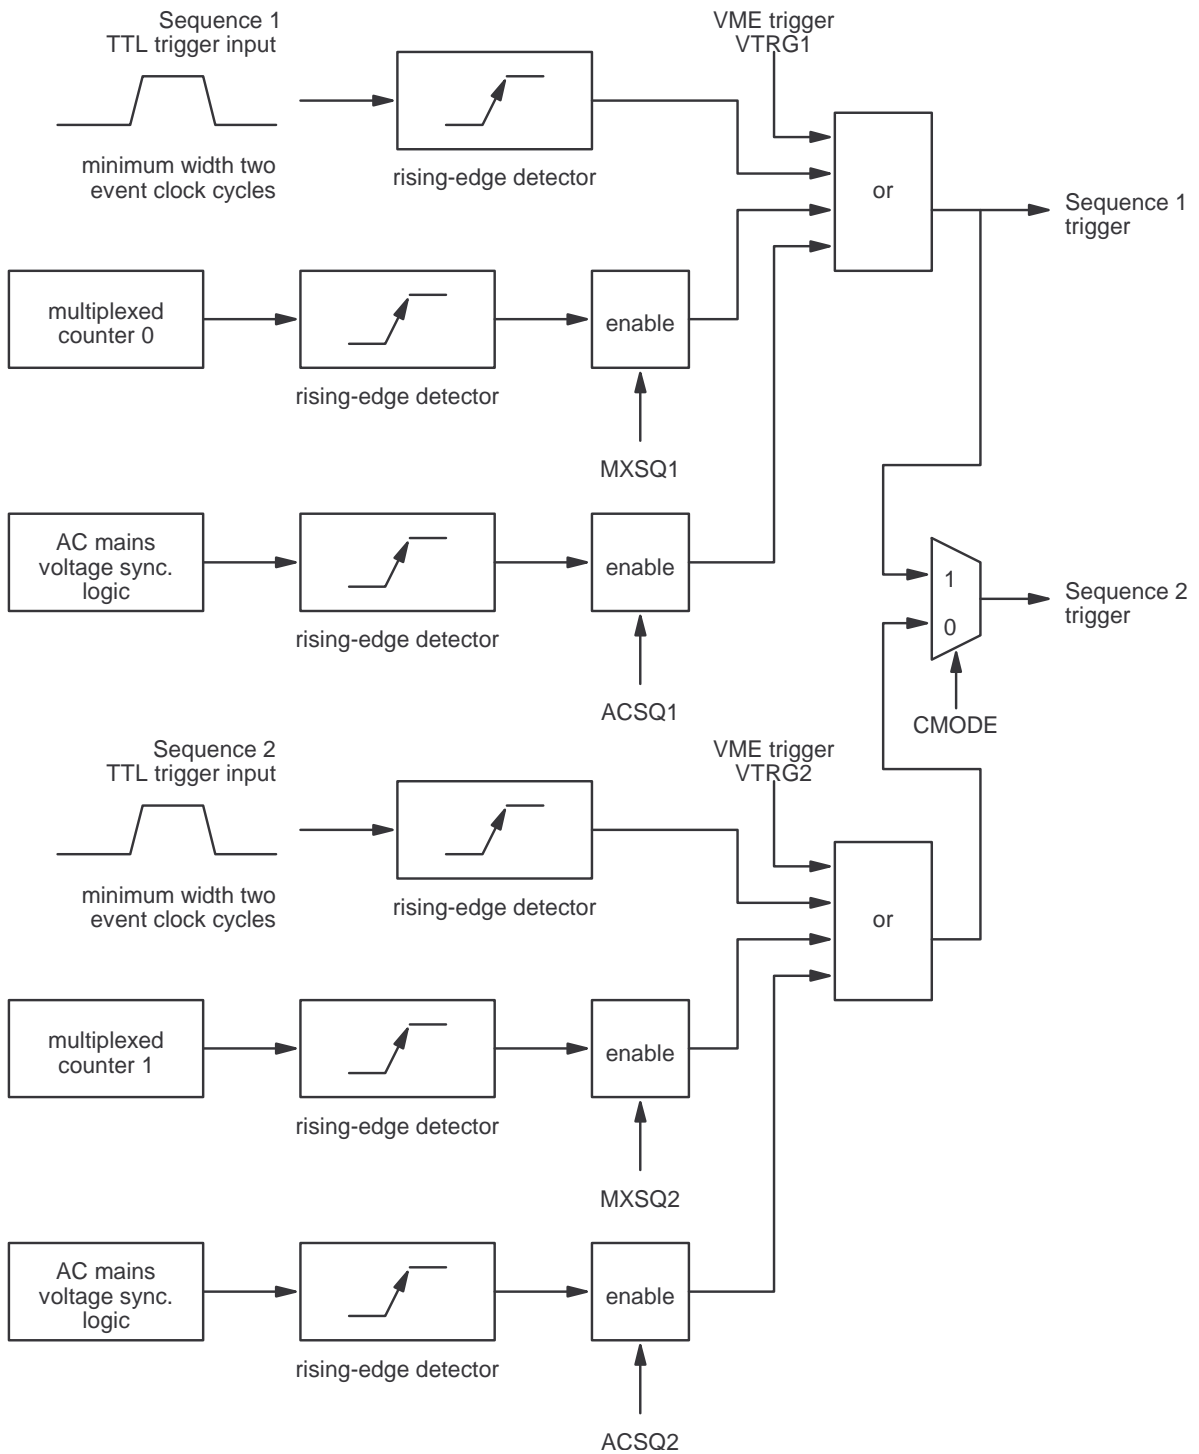 Sequence 1
TTL trigger input
VME trigger
VTRG1
minimum width two
event clock cycles
rising-edge detector
or
Sequence 1
trigger
multiplexed
counter 0
enable
rising-edge detector
MXSQ1
AC mains
voltage sync.
logic
enable
rising-edge detector
ACSQ1
1
0
Sequence 2
trigger
CMODE
Sequence 2
TTL trigger input
VME trigger
VTRG2
minimum width two
event clock cycles
rising-edge detector
or
multiplexed
counter 1
enable
rising-edge detector
MXSQ2
AC mains
voltage sync.
logic
enable
rising-edge detector
ACSQ2